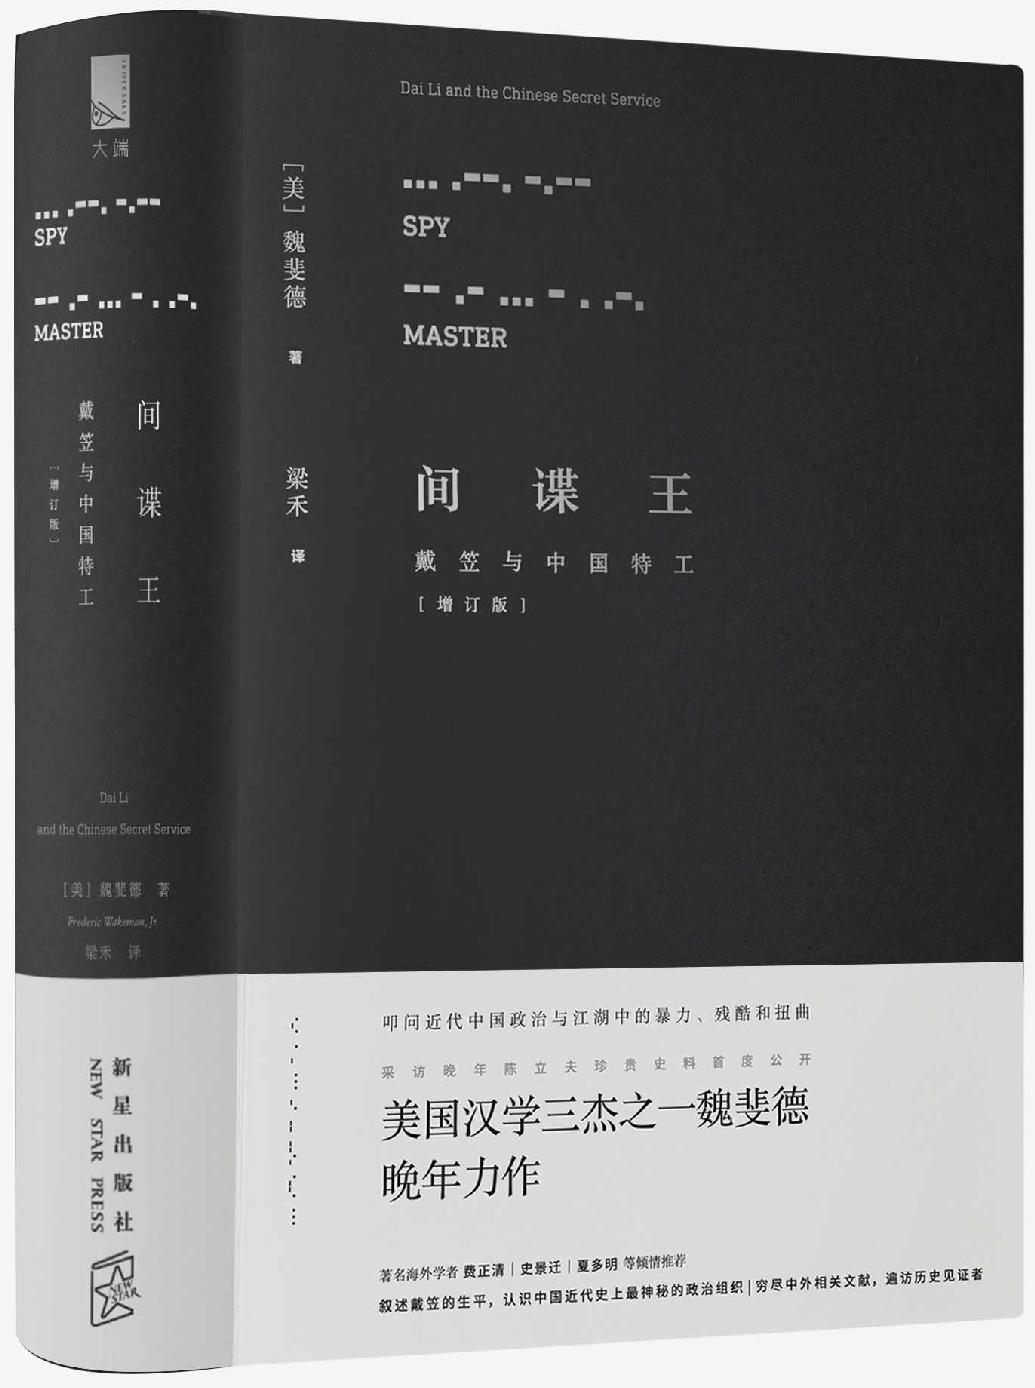 UNIVERSALS
大端
SPY
MASTER
间谍王
戴笠与中国特工
[增订版]
Dai Li
and the Chinese Secret Service
[美] 魏斐德 著
Frederic Wakeman, Jr.
梁禾 译
新星出版社
NEW STAR PRESS
NEW STAR
Dai Li and the Chinese Secret Service
[美] 魏斐德 著
梁禾 译
SPY
MASTER
间谍王
戴笠与中国特工
[增订版]
叩问近代中国政治与江湖中的暴力、残酷和扭曲
采访晚年陈立夫珍贵史料首度公开
美国汉学三杰之一魏斐德
晚年力作
著名海外学者 费正清 | 史景迁 | 夏多明 等倾情推荐
叙述戴笠的生平，认识中国近代史上最神秘的政治组织 | 穷尽中外相关文献，遍访历史见证者